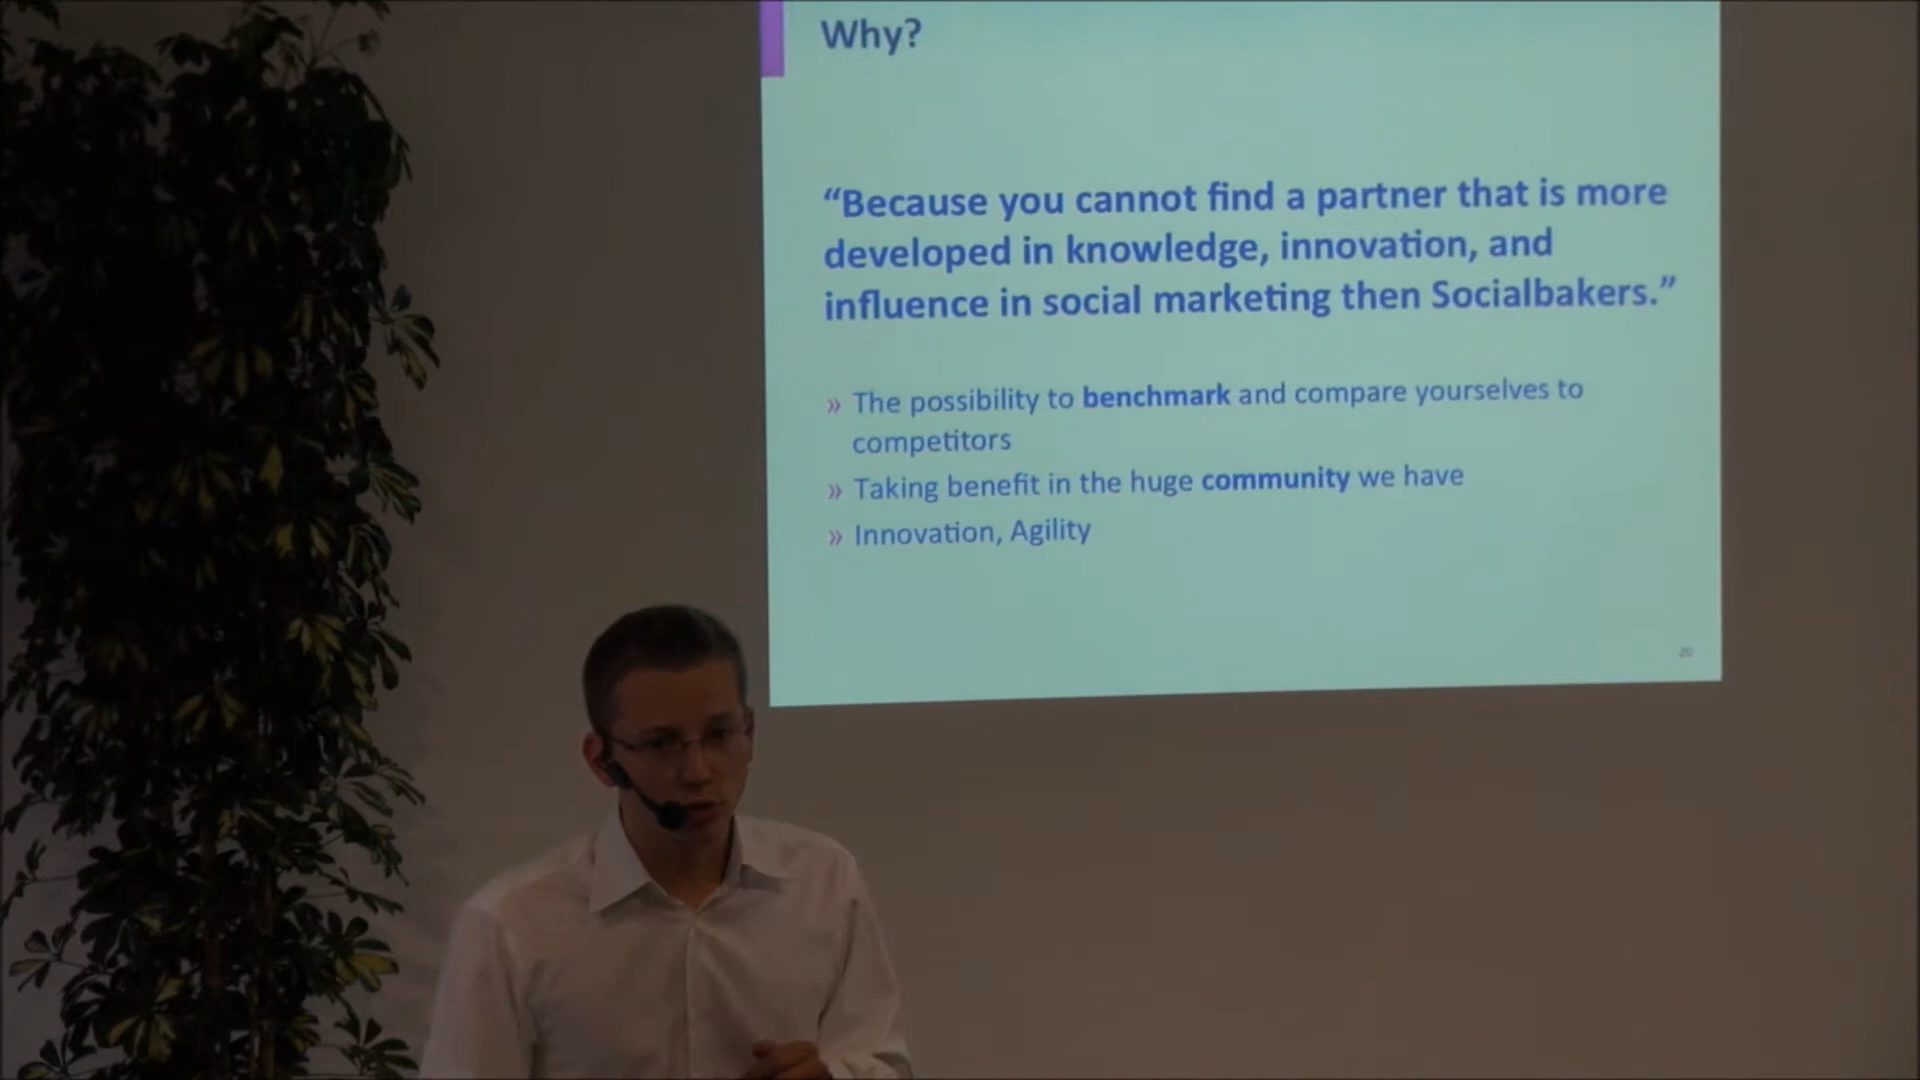 Why?
“Because you cannot find a partner that is more
developed in knowledge, innovation, and
influence in social marketing then Socialbakers.”
» The possibility to benchmark and compare yourselves to
competitors
» Taking benefit in the huge community we have
» Innovation, Agility
20